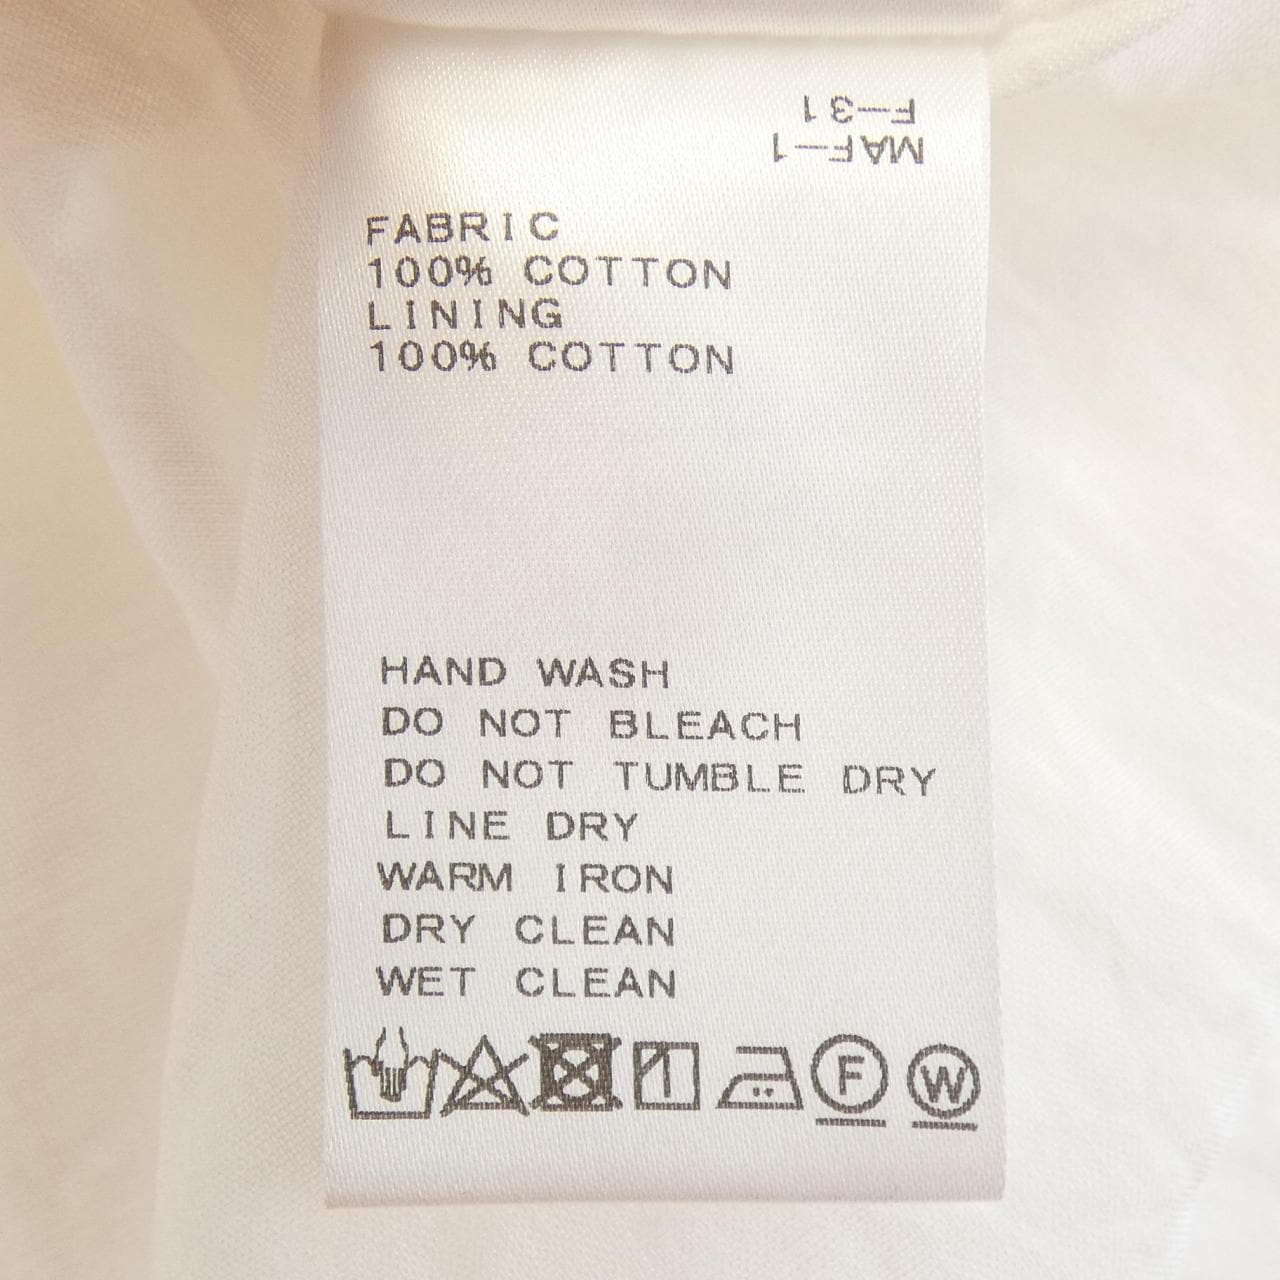 F-31
MAF-1
FABRIC
100% COTTON
LINING
100% COTTON
HAND WASH
DO NOT BLEACH
DO NOT TUMBLE DRY
LINE DRY
WARM IRON
DRY CLEAN
WET CLEAN
F W